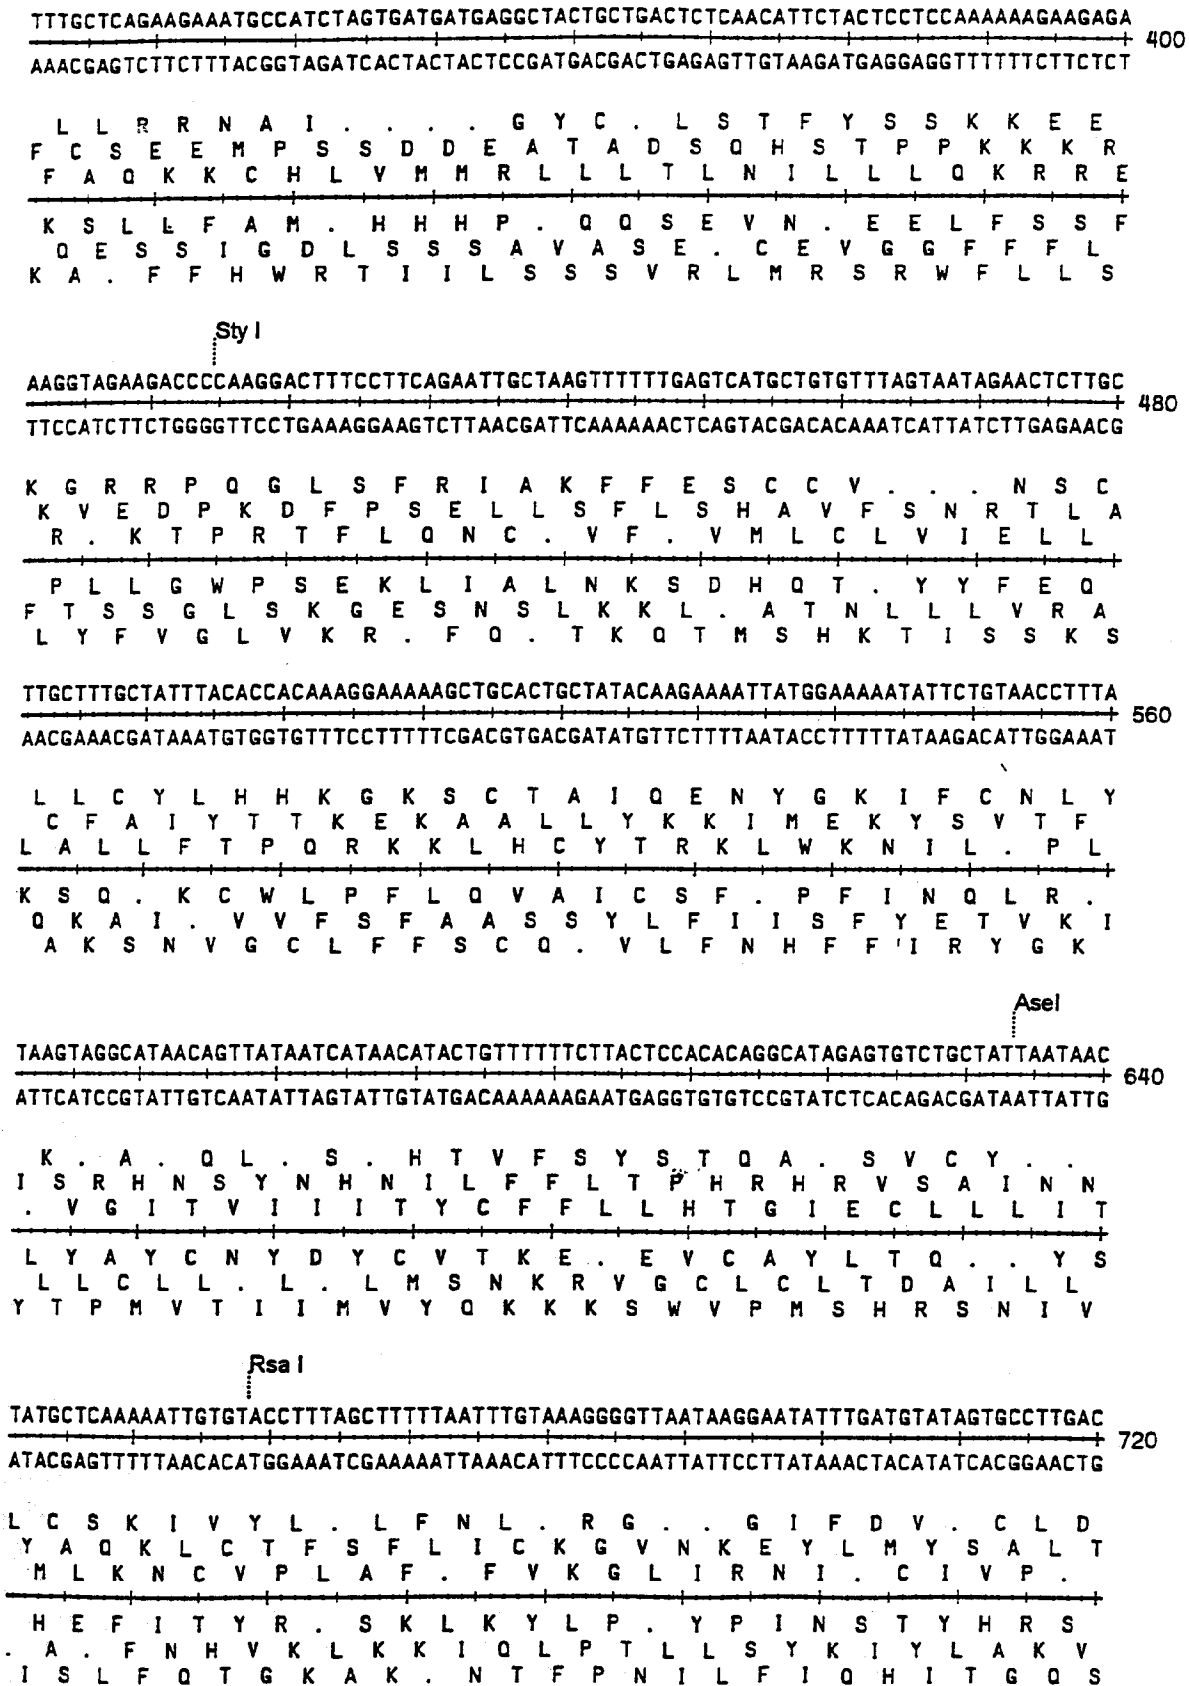 TTTGCTCAGAAGAAATGCCATCTAGTGATGATGAGGCTACTGCTGACTCTCAACATTCTACTCCTCCAAAAAAGAAGAGA
400
AAACGAGTCTTCTTTACGGTAGATCACTACTACTCCGATGACGACTGAGAGTTGTAAGATGAGGAGGTTTTTTCTTCTCT
L L R R N A I . . . . G Y C . L S T F Y S S K K E E
F C S E E M P S S D D E A T A D S Q H S T P P K K K R
F A Q K K C H L V M M R L L L T L N I L L L Q K R R E
K S L L F A M . H H H P . Q Q S E V N . E E L F S S F
Q E S S I G D L S S S A V A S E . C E V G G F F F L
K A . F F H W R T I I L S S S V R L M R S R W F L L S
Sty I
AAGGTAGAAGACCCCAAGGACTTTCCTTCAGAATTGCTAAGTTTTTTGAGTCATGCTGTGTTTAGTAATAGAACTCTTGC
480
TTCCATCTTCTGGGGTTCCTGAAAGGAAGTCTTAACGATTCAAAAAACTCAGTACGACACAAATCATTATCTTGAGAACG
K G R R P Q G L S F R I A K F F E S C C V . . . N S C
K V E D P K D F P S E L L S F L S H A V F S N R T L A
R . K T P R T F L Q N C . V F . V M L C L V I E L L
P L L G W P S E K L I A L N K S D H Q T . Y Y F E Q
F T S S G L S K G E S N S L K K L . A T N L L L V R A
L Y F V G L V K R . F Q . T K Q T M S H K T I S S K S
TTGCTTTGCTATTTACACCACAAAGGAAAAAGCTGCACTGCTATACAAGAAAATTATGGAAAAATATTCTGTAACCTTTA
560
AACGAAACGATAAATGTGGTGTTTCCTTTTTCGACGTGACGATATGTTCTTTTAATACCTTTTTATAAGACATTGGAAAT
L L C Y L H H K G K S C T A I Q E N Y G K I F C N L Y
C F A I Y T T K E K A A L L Y K K I M E K Y S V T F
L A L L F T P Q R K K L H C Y T R K L W K N I L . P L
K S Q . K C W L P F L Q V A I C S F . P F I N Q L R .
Q K A I . V V F S F A A S S Y L F I I S F Y E T V K I
A K S N V G C L F F S C Q . V L F N H F F I R Y G K
AseI
TAAGTAGGCATAACAGTTATAATCATAACATACTGTTTTTTCTTACTCCACACAGGCATAGAGTGTCTGCTATTAATAAC
640
ATTCATCCGTATTGTCAATATTAGTATTGTATGACAAAAAAGAATGAGGTGTGTCCGTATCTCACAGACGATAATTATTG
K . A . Q L . S . H T V F S Y S T Q A . S V C Y . .
I S R H N S Y N H N I L F F L T P H R H R V S A I N N
. V G I T V I I I T Y C F F L L H T G I E C L L L I T
L Y A Y C N Y D Y C V T K E . E V C A Y L T Q . . Y S
L L C L L . L . L M S N K R V G C L C L T D A I L L
Y T P M V T I I M V Y Q K K K S W V P M S H R S N I V
Rsa I
TATGCTCAAAAATTGTGTACCTTTAGCTTTTTAATTTGTAAAGGGGTTAATAAGGAATATTTGATGTATAGTGCCTTGAC
720
ATACGAGTTTTTAACACATGGAAATCGAAAAATTAAACATTTCCCCAATTATTCCTTATAAACTACATATCACGGAACTG
L C S K I V Y L . L F N L . R G . . G I F D V . C L D
Y A Q K L C T F S F L I C K G V N K E Y L M Y S A L T
M L K N C V P L A F . F V K G L I R N I . C I V P .
H E F I T Y R . S K L K Y L P . Y P I N S T Y H R S
. A . F N H V K L K K I Q L P T L L S Y K I Y L A K V
I S L F Q T G K A K . N T F P N I L F I Q H I T G Q S